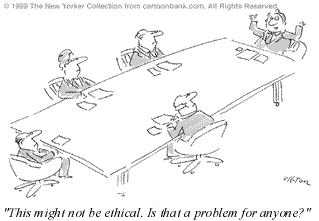 © 1999 The New Yorker Collection from cartoonbank.com. All Rights Reserved.
VIETOR
"This might not be ethical. Is that a problem for anyone?"